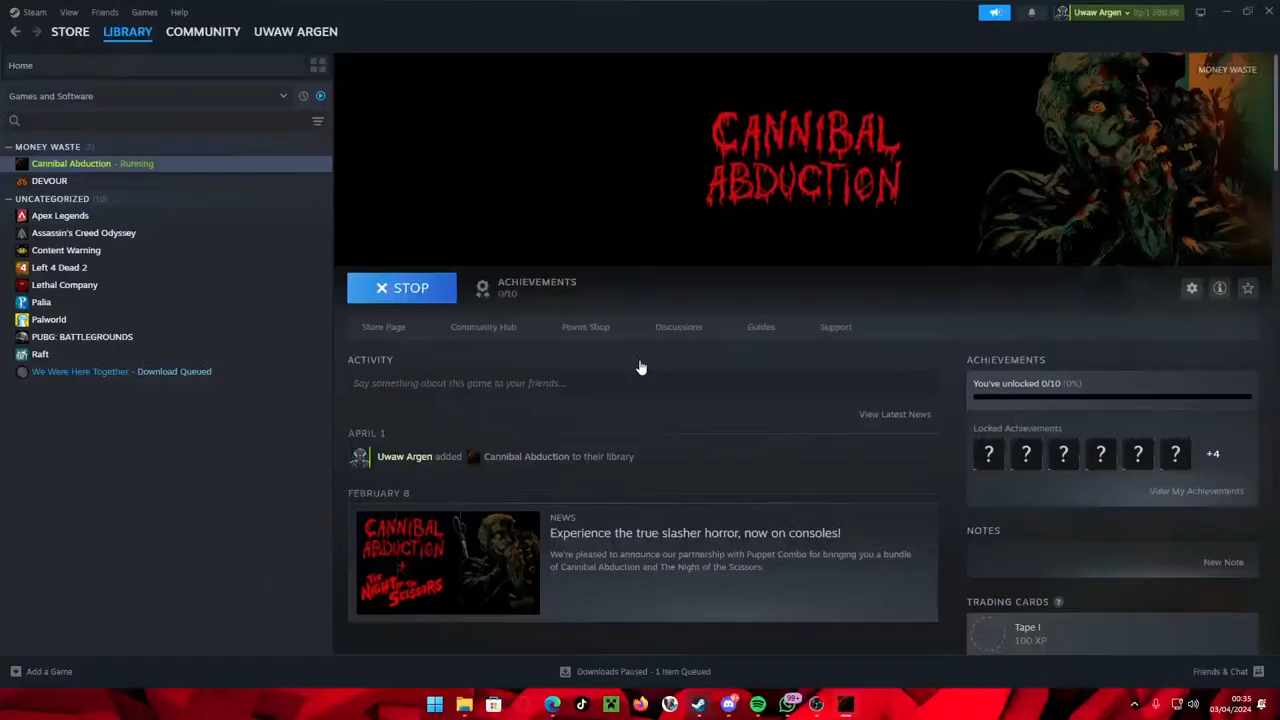 Steam View Friends Games Help
Uwaw Argen
STORE LIBRARY COMMUNITY UWAW ARGEN
Home
MONEY WASTE
Games and Software
CANNIBAL
ABDUCTION
MONEY WASTE (2)
Cannibal Abduction - Running
DEVOUR
UNCATEGORIZED (10)
Apex Legends
Assassin's Creed Odyssey
Content Warning
Left 4 Dead 2
Lethal Company
Palia
Palworld
PUBG: BATTLEGROUNDS
Raft
We Were Here Together - Download Queued
STOP
ACHIEVEMENTS
0/10
Store Page Community Hub Points Shop Discussions Guides Support
ACTIVITY
Say something about this game to your friends...
View Latest News
APRIL 1
Uwaw Argen added Cannibal Abduction to their library
FEBRUARY 8
CANNIBAL
ABDUCTION
+
THE
NIGHT OF THE
SCISSORS
NEWS
Experience the true slasher horror, now on consoles!
We're pleased to announce our partnership with Puppet Combo for bringing you a bundle
of Cannibal Abduction and The Night of the Scissors.
ACHIEVEMENTS
You've unlocked 0/10 (0%)
Locked Achievements
? ? ? ? ? ? +4
View My Achievements
NOTES
New Note
TRADING CARDS ?
Tape I
100 XP
Add a Game
Downloads Paused - 1 Item Queued
Friends & Chat
99+
00:35
03/04/2024